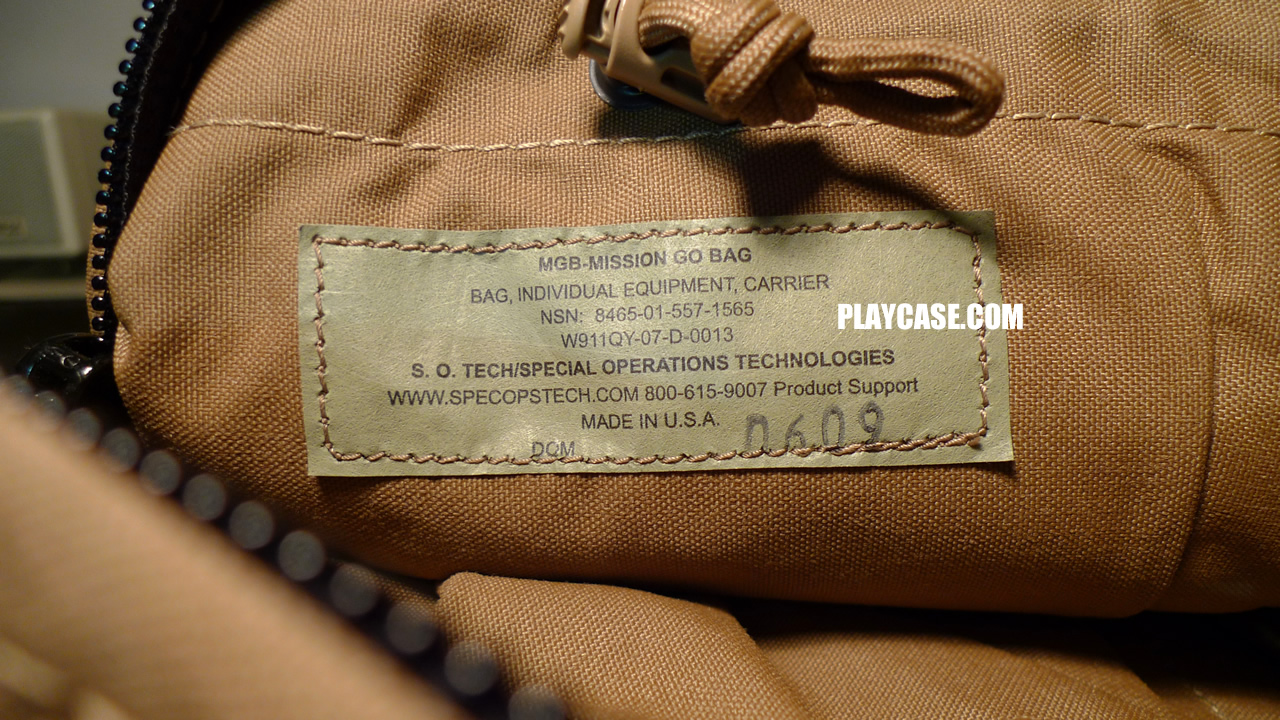 MGB-MISSION GO BAG
BAG, INDIVIDUAL EQUIPMENT, CARRIER
NSN: 8465-01-557-1565
PLAYCASE.COM
W911QY-07-D-0013
S. O. TECH/SPECIAL OPERATIONS TECHNOLOGIES
WWW.SPECOPSTECH.COM 800-615-9007 Product Support
MADE IN U.S.A.
DOM 0609